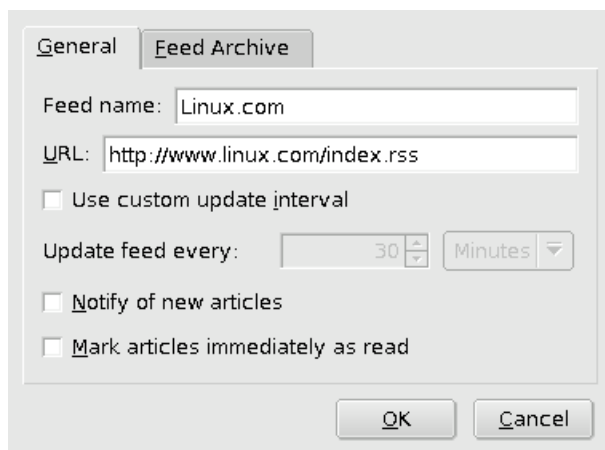 General Feed Archive
Feed name: Linux.com
URL: http://www.linux.com/index.rss
Use custom update interval
Update feed every: 30 Minutes
Notify of new articles
Mark articles immediately as read
OK Cancel